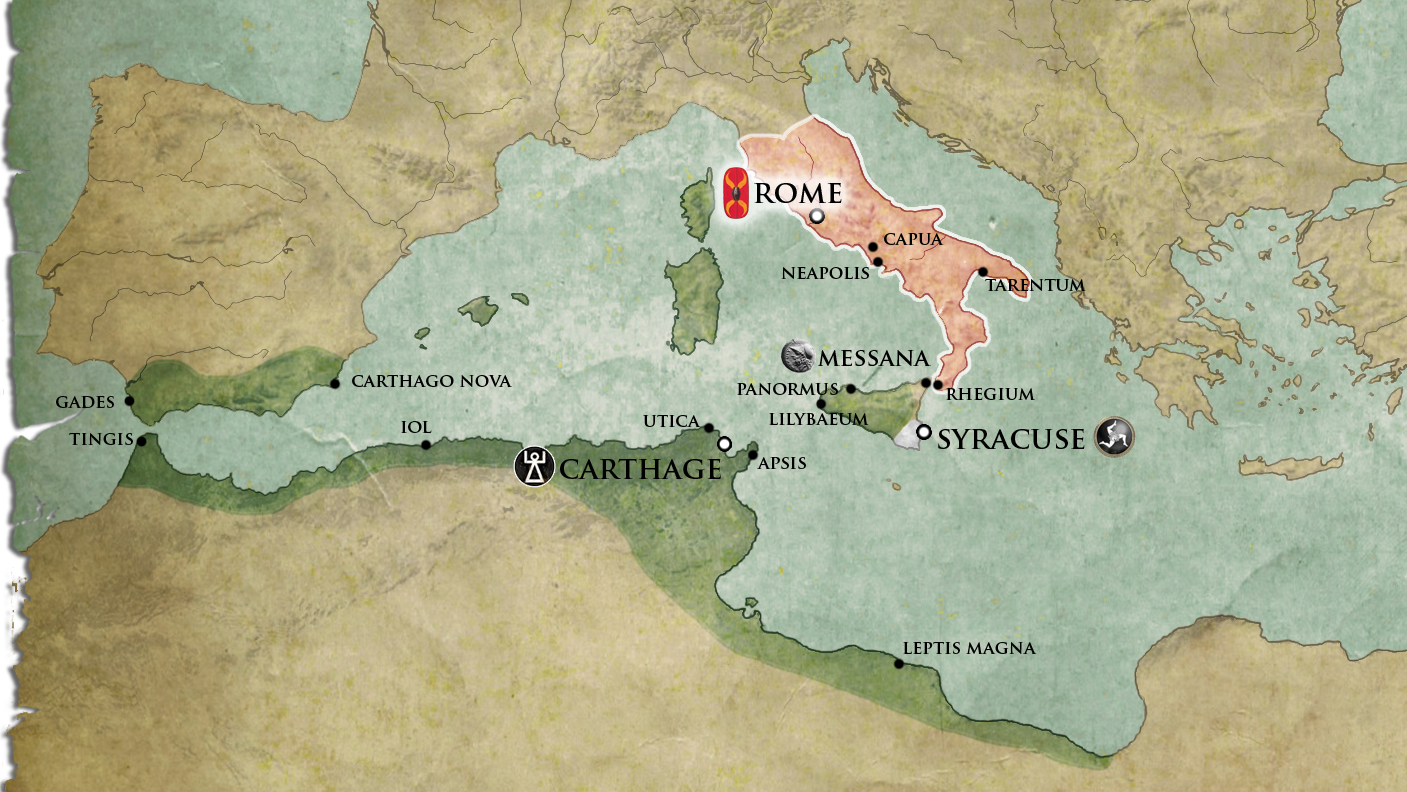 ROME
CAPUA
NEAPOLIS
TARENTUM
MESSANA
CARTHAGO NOVA
PANORMUS
RHEGIUM
GADES
LILYBAEUM
IOL
UTICA
TINGIS
SYRACUSE
CARTHAGE
APSIS
LEPTIS MAGNA